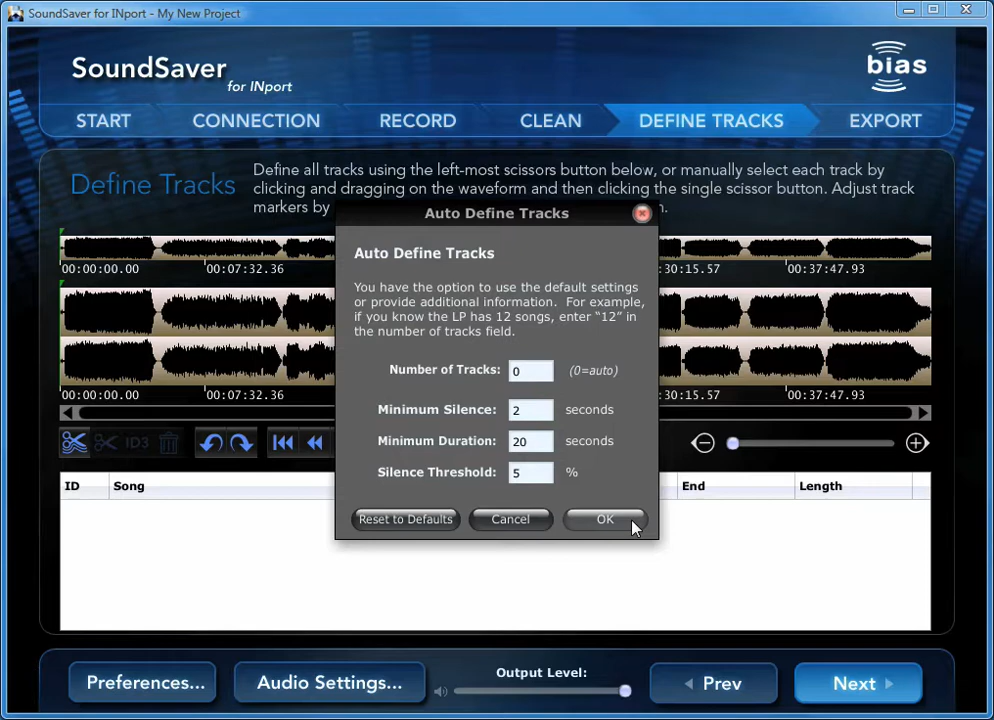 SoundSaver for INport - My New Project
SoundSaver
for INport
bias
START CONNECTION RECORD CLEAN DEFINE TRACKS EXPORT
Define Tracks
Define all tracks using the left-most scissors button below, or manually select each track by
clicking and dragging on the waveform and then clicking the single scissor button. Adjust track
markers by
Auto Define Tracks
00:00:00.00 00:07:32.36 :30:15.57 00:37:47.93
Auto Define Tracks
You have the option to use the default settings
or provide additional information. For example,
if you know the LP has 12 songs, enter “12” in
the number of tracks field.
Number of Tracks: 0 (0=auto)
Minimum Silence: 2 seconds
Minimum Duration: 20 seconds
Silence Threshold: 5 %
Reset to Defaults Cancel OK
00:00:00.00 00:07:32.36 :30:15.57 00:37:47.93
ID3
ID Song End Length
Preferences... Audio Settings... Output Level: Prev Next